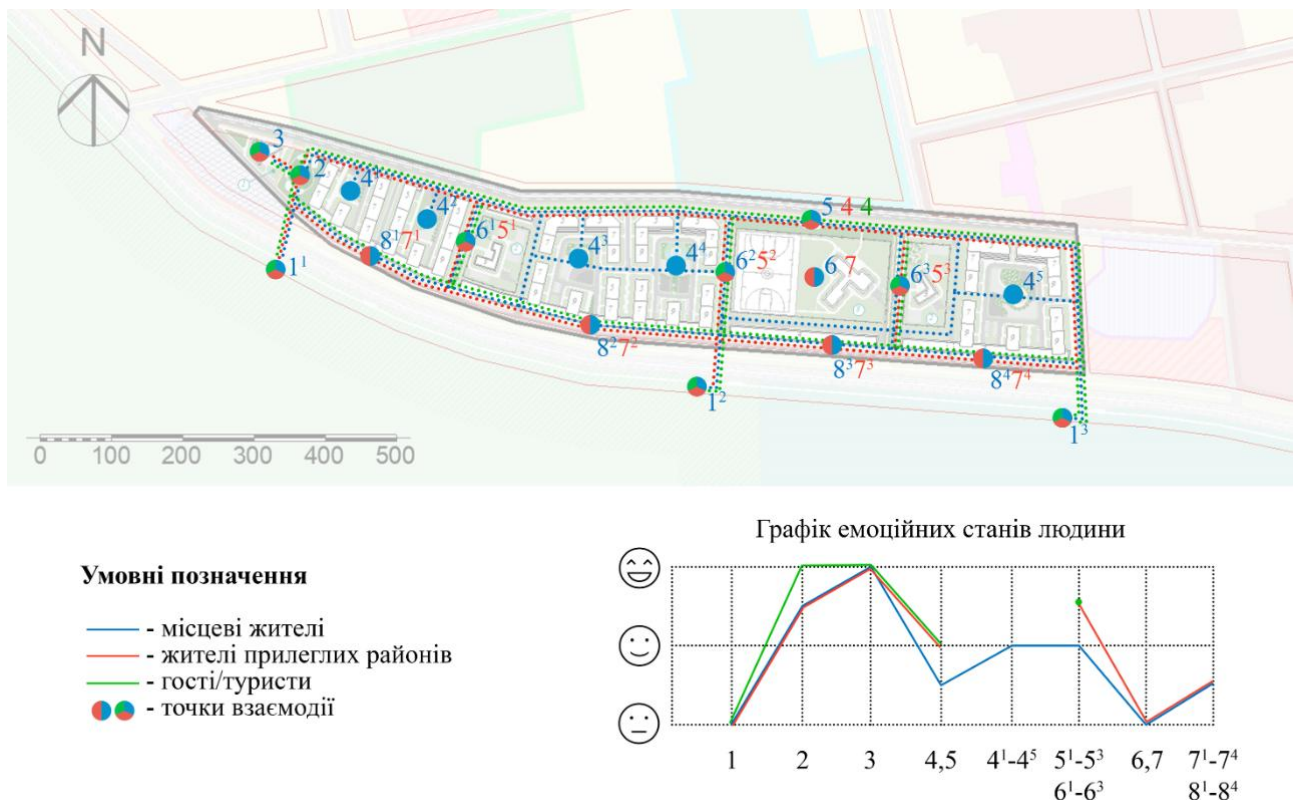 N
3
2
4¹
4²
5 4 4
8¹7¹
6¹5¹
4³
4⁴
6²5²
6 7
6³5³
4⁵
1¹
8²7²
8³7³
8⁴7⁴
1²
1³
0 100 200 300 400 500
Графік емоційних станів людини
Умовні позначення
- місцеві жителі
- жителі прилеглих районів
- гості/туристи
- точки взаємодії
1 2 3 4,5 4¹-4⁵ 5¹-5³ 6,7 7¹-7⁴
6¹-6³ 8¹-8⁴